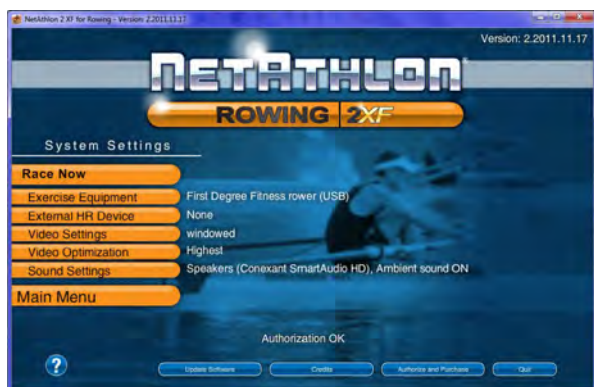 NetAthlon 2 XF for Rowing - Version: 2.2011.11.17
Version: 2.2011.11.17
NETATHLON
ROWING 2XF
System Settings
Race Now
Exercise Equipment First Degree Fitness rower (USB)
External HR Device None
Video Settings windowed
Video Optimization Highest
Sound Settings Speakers (Conexant SmartAudio HD), Ambient sound ON
Main Menu
Authorization OK
? Update Software Credits Authorize and Purchase Quit